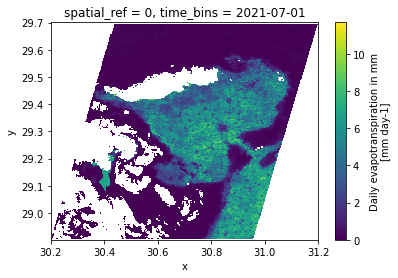 spatial_ref = 0, time_bins = 2021-07-01
29.7
29.6
29.5
29.4
29.3
29.2
29.1
29.0
y
30.2 30.4 30.6 30.8 31.0 31.2
x
10
8
6
4
2
0
Daily evapotranspiration in mm
[mm day-1]